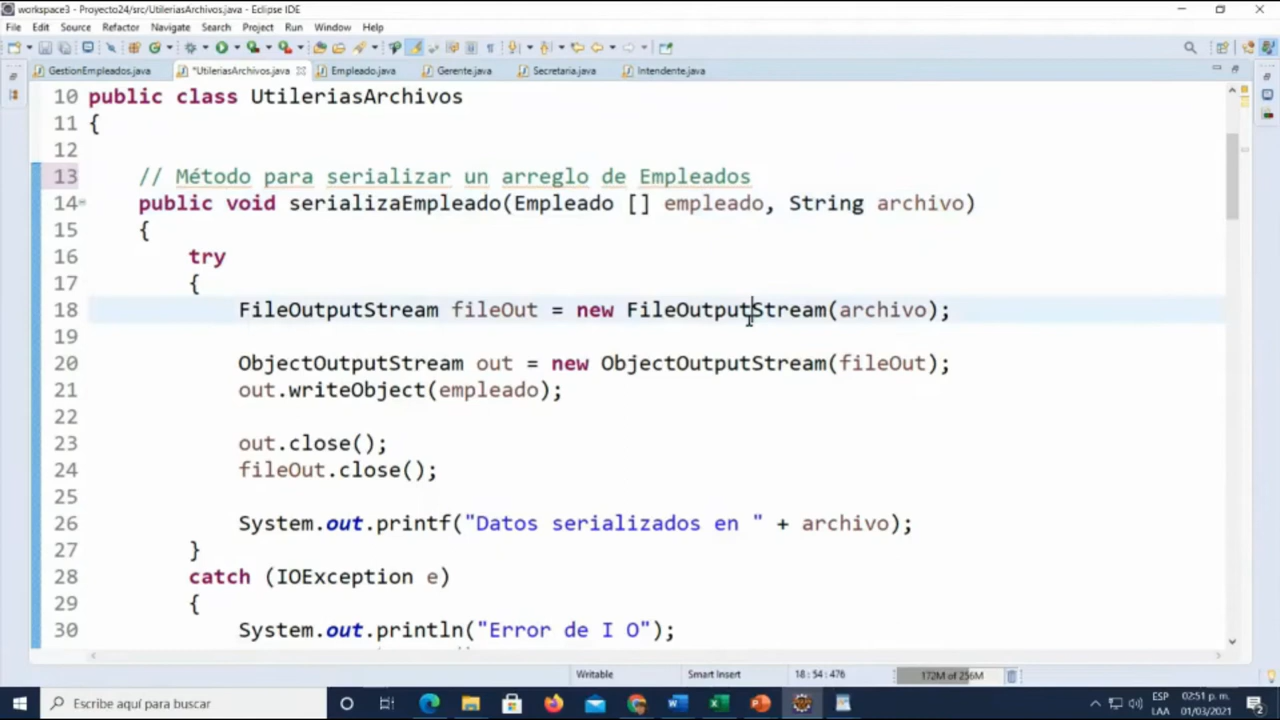 workspace3 - Proyecto24/src/UtileriasArchivos.java - Eclipse IDE
File Edit Source Refactor Navigate Search Project Run Window Help
GestionEmpleados.java *UtileriasArchivos.java Empleado.java Gerente.java Secretaria.java Intendente.java
10 public class UtileriasArchivos
11 {
12
13 // Método para serializar un arreglo de Empleados
14 public void serializaEmpleado(Empleado [] empleado, String archivo)
15 {
16 try
17 {
18 FileOutputStream fileOut = new FileOutputStream(archivo);
19
20 ObjectOutputStream out = new ObjectOutputStream(fileOut);
21 out.writeObject(empleado);
22
23 out.close();
24 fileOut.close();
25
26 System.out.printf("Datos serializados en " + archivo);
27 }
28 catch (IOException e)
29 {
30 System.out.println("Error de I O");
Writable Smart Insert 18 : 54 : 476 172M of 256M
Escribe aquí para buscar
ESP 02:51 p. m.
LAA 01/03/2021
2